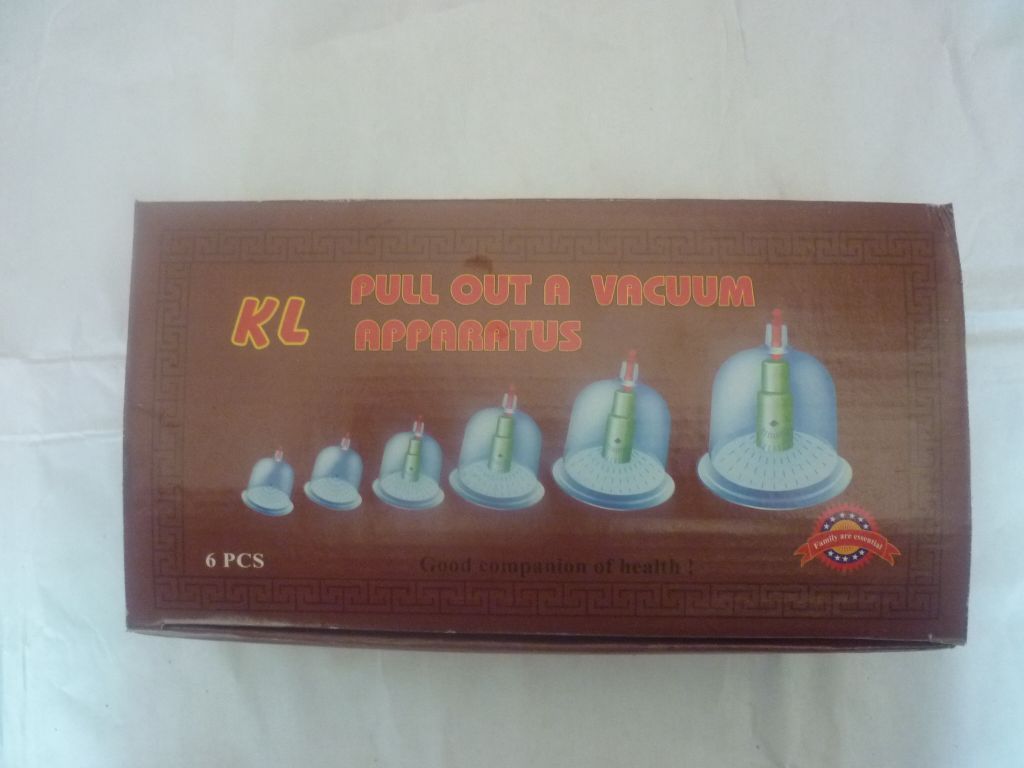 KL
PULL OUT A VACUUM
APPARATUS
6 PCS
Good companion of health !
Family are essential